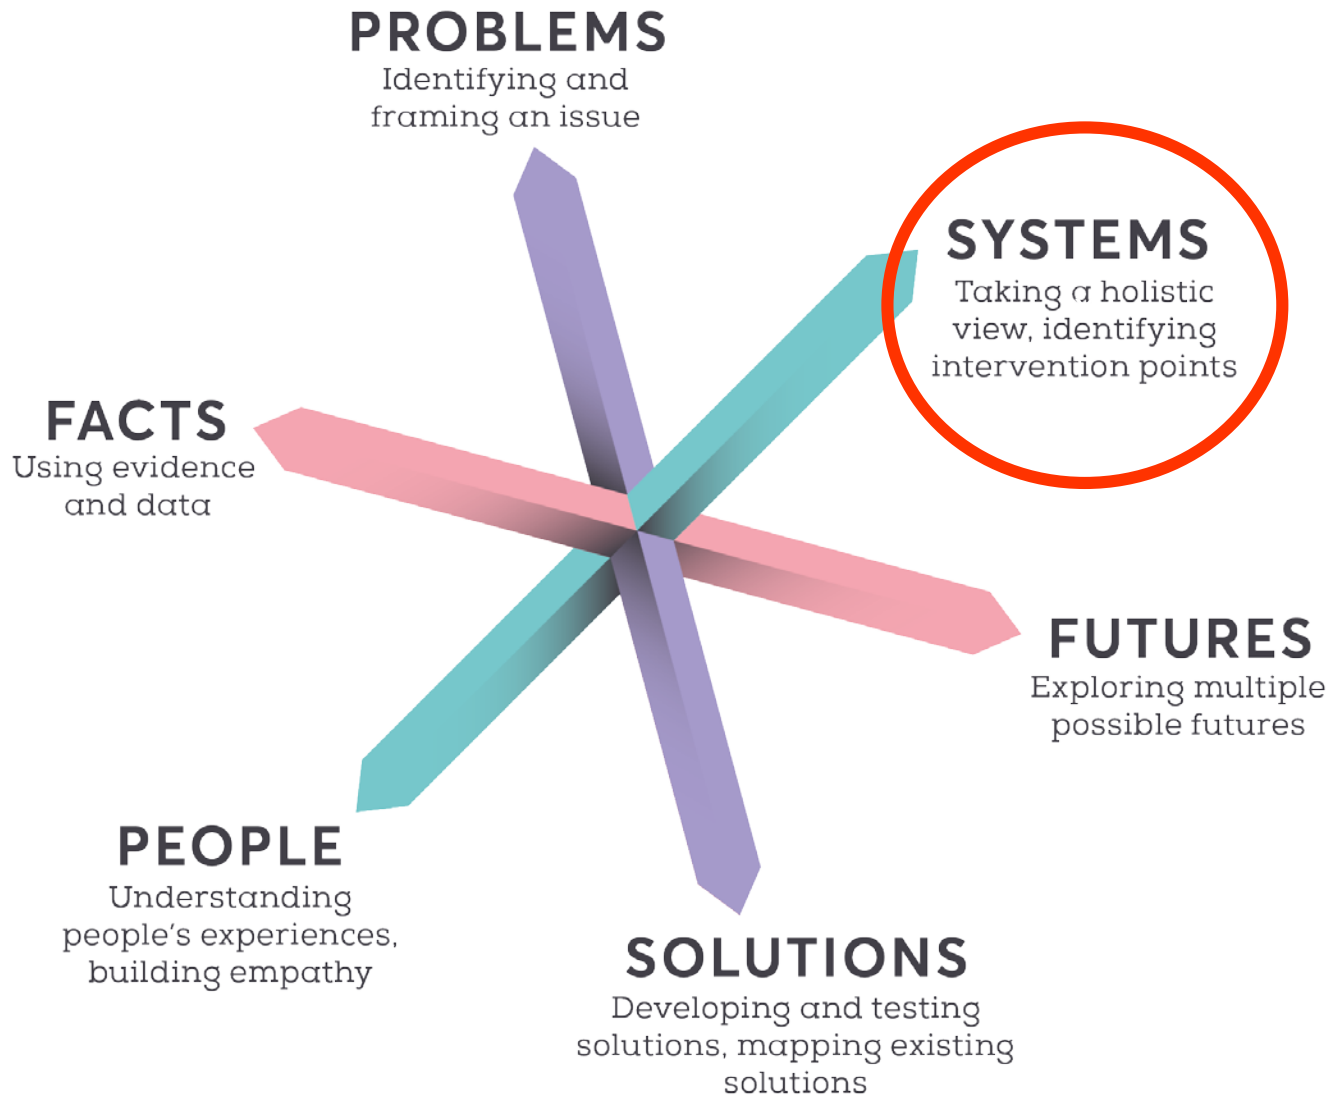 PROBLEMS
Identifying and
framing an issue
SYSTEMS
Taking a holistic
view, identifying
intervention points
FACTS
Using evidence
and data
FUTURES
Exploring multiple
possible futures
PEOPLE
Understanding
people's experiences,
building empathy
SOLUTIONS
Developing and testing
solutions, mapping existing
solutions